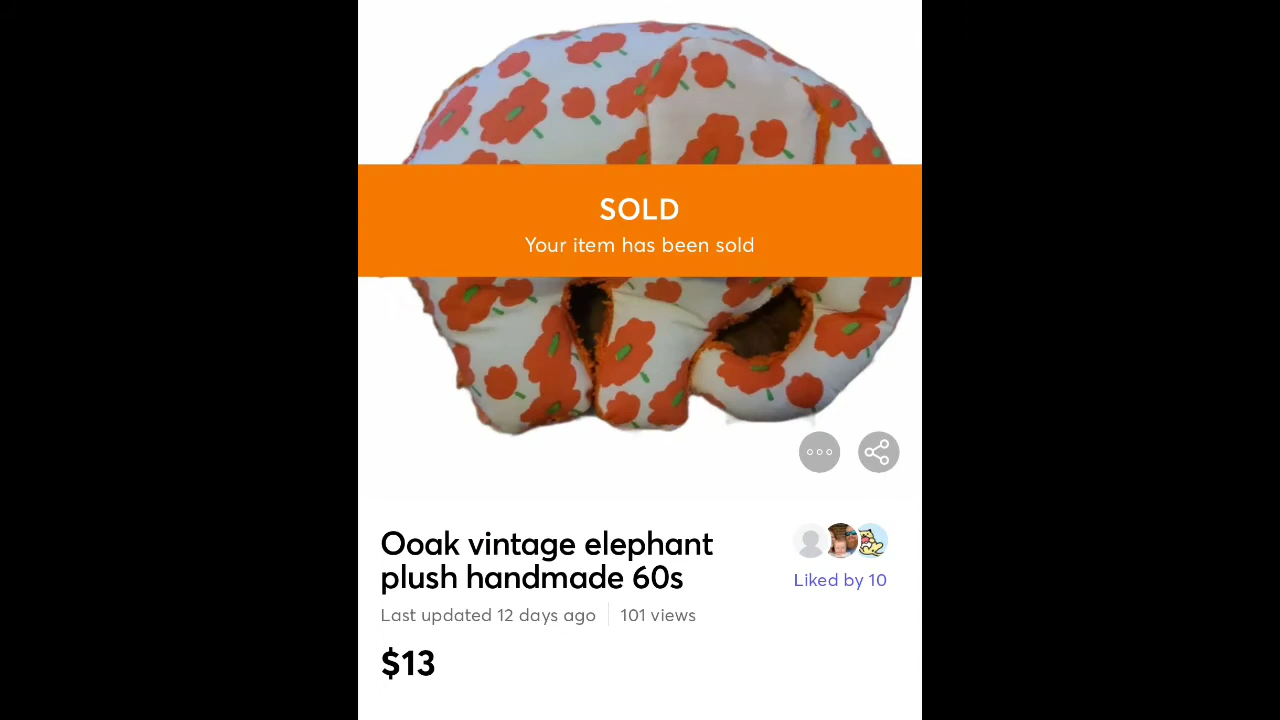 SOLD
Your item has been sold
Ooak vintage elephant
plush handmade 60s
Liked by 10
Last updated 12 days ago
101 views
$13